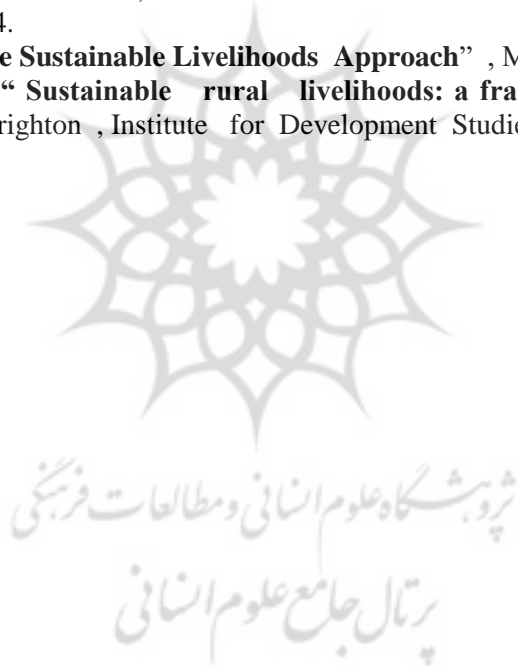 4.
e Sustainable Livelihoods Approach” , M
“ Sustainable rural livelihoods: a fra
righton , Institute for Development Studie
پژوهشگاه علوم انسانی و مطالعات فرہنگی
پرتال جامع علوم انسانی